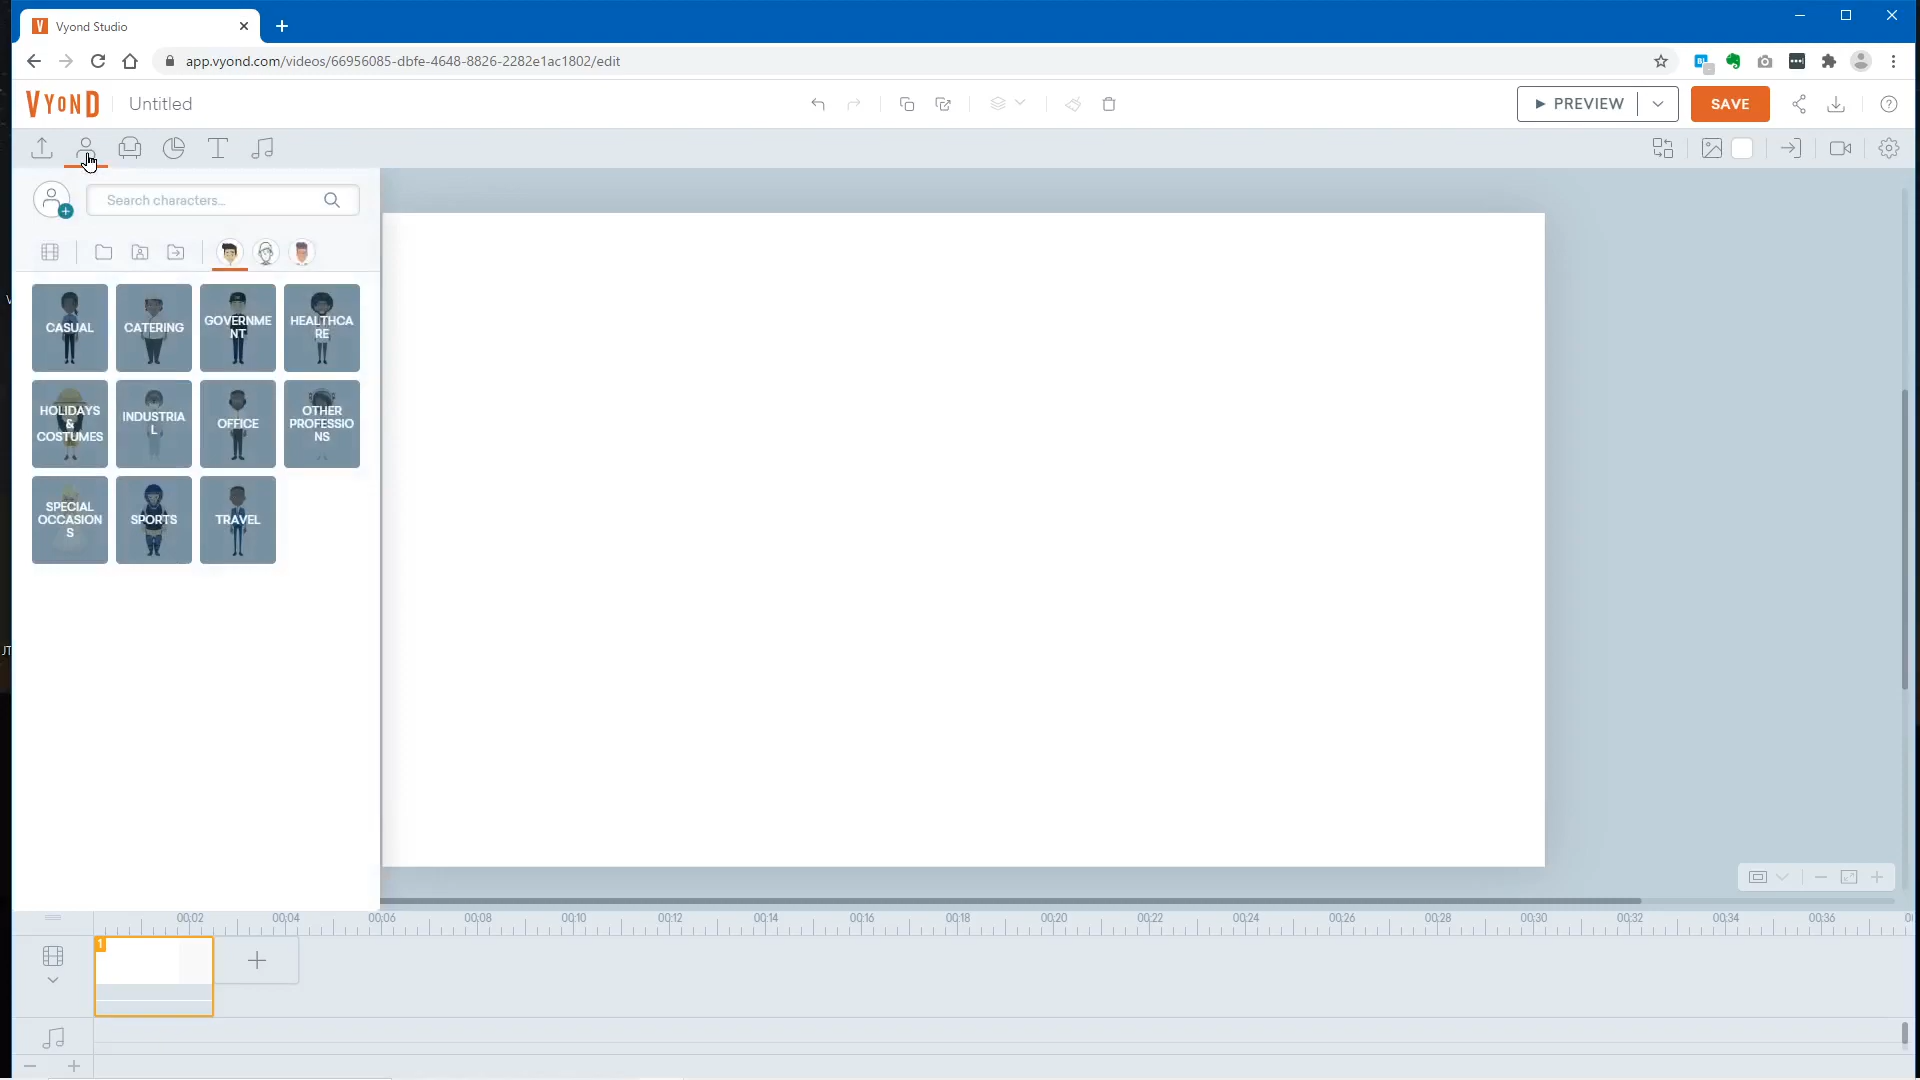 Vyond Studio
app.vyond.com/videos/66956085-dbfe-4648-8826-2282e1ac1802/edit
VYOND
Untitled
PREVIEW
SAVE
Search characters...
CASUAL
CATERING
GOVERNME
NT
HEALTHCA
RE
HOLIDAYS
&
COSTUMES
INDUSTRIA
L
OFFICE
OTHER
PROFESSIO
NS
SPECIAL
OCCASION
S
SPORTS
TRAVEL
00:02
00:04
00:06
00:08
00:10
00:12
00:14
00:16
00:18
00:20
00:22
00:24
00:26
00:28
00:30
00:32
00:34
00:36
1